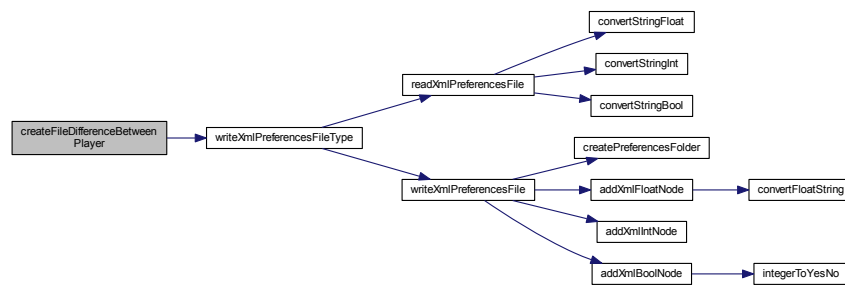 convertStringFloat
convertStringInt
readXmlPreferencesFile
convertStringBool
createFileDifferenceBetween
Player
writeXmlPreferencesFileType
createPreferencesFolder
writeXmlPreferencesFile
addXmlFloatNode
convertFloatString
addXmlIntNode
addXmlBoolNode
integerToYesNo